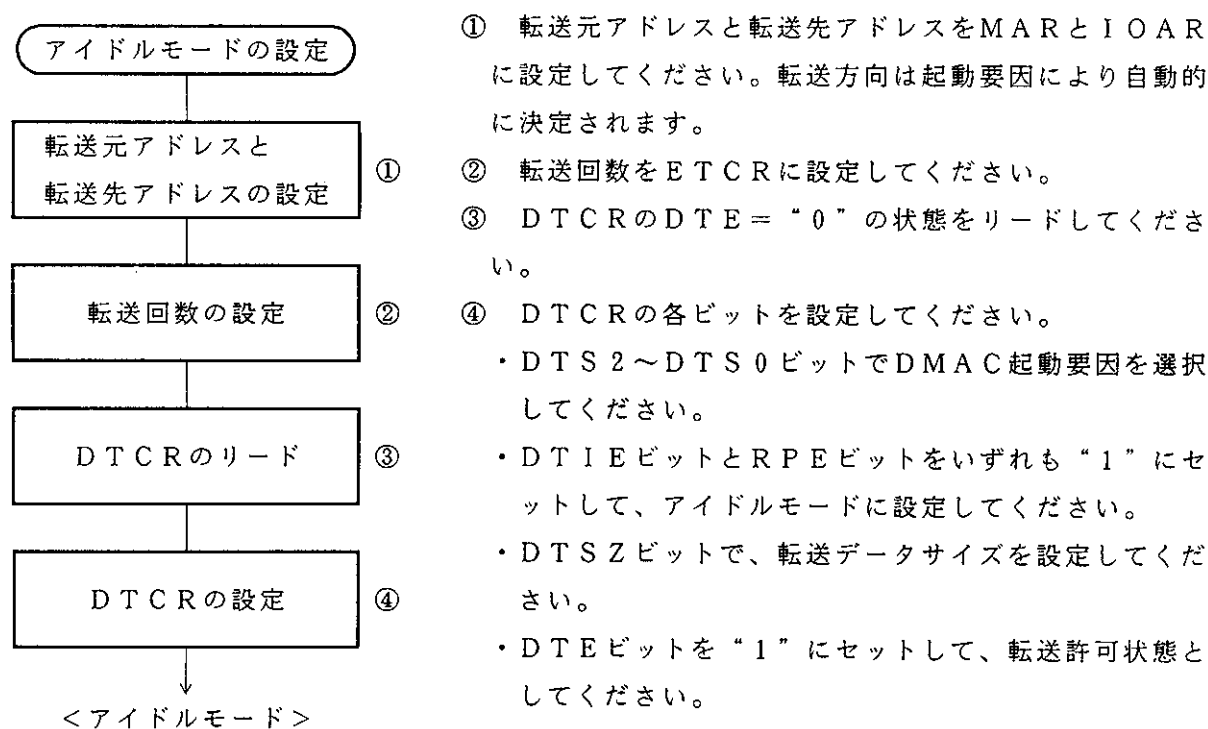 アイドルモードの設定
転送元アドレスと
転送先アドレスの設定
①
転送回数の設定
②
DTCRのリード
③
DTCRの設定
④
<アイドルモード>
① 転送元アドレスと転送先アドレスをMARとIOAR
に設定してください。転送方向は起動要因により自動的
に決定されます。
② 転送回数をETCRに設定してください。
③ DTCRのDTE=“0”の状態をリードしてくださ
い。
④ DTCRの各ビットを設定してください。
・DTS2~DTS0ビットでDMAC起動要因を選択
してください。
・DTIEビットとRPEビットをいずれも“1”にセ
ットして、アイドルモードに設定してください。
・DTSZビットで、転送データサイズを設定してくだ
さい。
・DTEビットを“1”にセットして、転送許可状態と
してください。